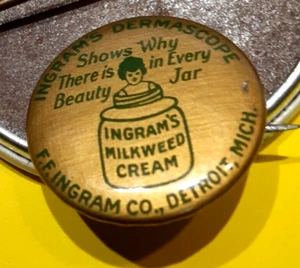 INGRAM'S DERMASCOPE
Shows Why
There is in Every
Beauty Jar
INGRAM'S
MILKWEED
CREAM
F.F. INGRAM CO., DETROIT, MICH.